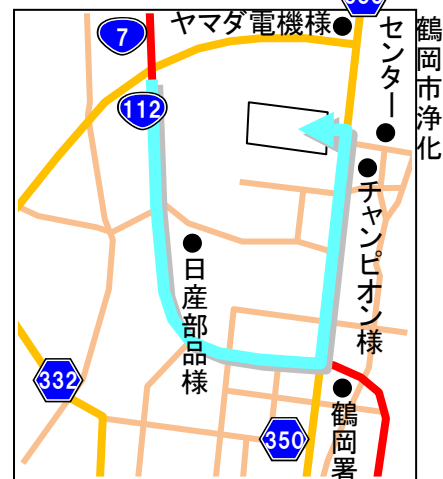 ヤマダ電機様
7
112
鶴岡市浄化
センター
チャンピオン様
日産部品様
332
350
鶴岡署